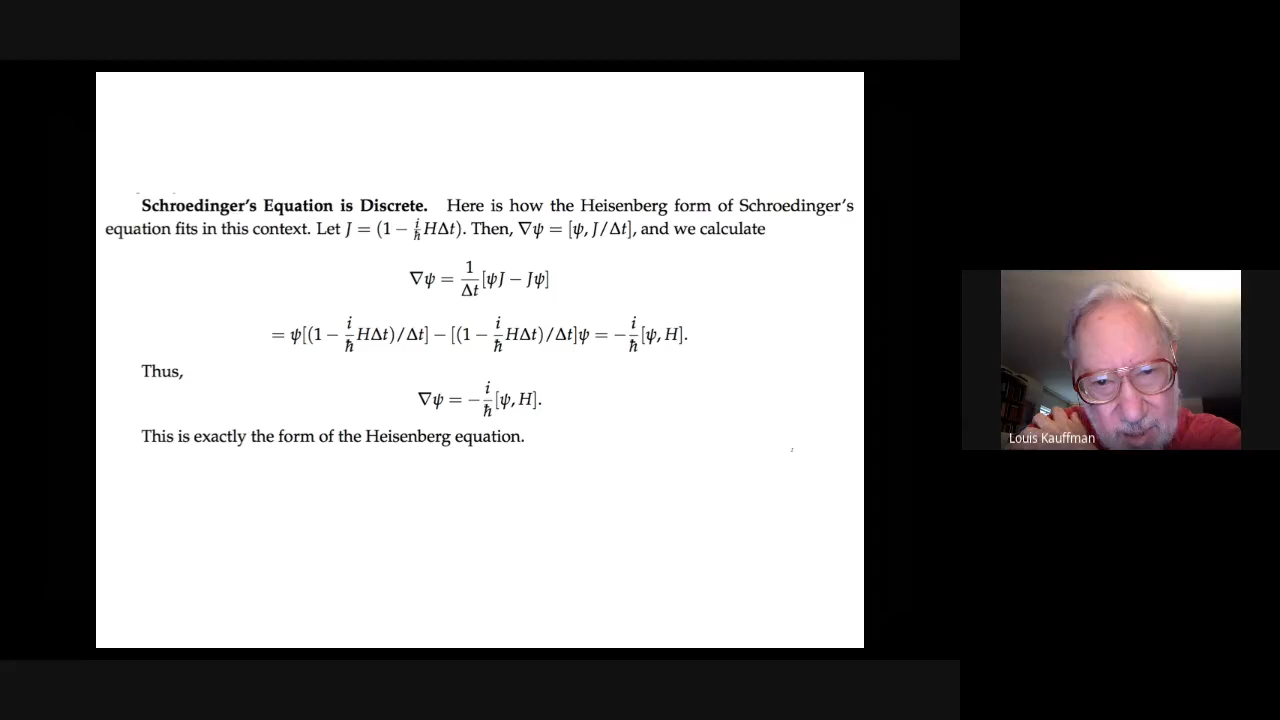 Schroedinger's Equation is Discrete. Here is how the Heisenberg form of Schroedinger's
equation fits in this context. Let J = (1 − i/ħ HΔt). Then, ∇ψ = [ψ, J/Δt], and we calculate
∇ψ = 1/Δt [ψJ − Jψ]
= ψ[(1 − i/ħ HΔt)/Δt] − [(1 − i/ħ HΔt)/Δt]ψ = −i/ħ [ψ, H].
Thus,
∇ψ = −i/ħ [ψ, H].
This is exactly the form of the Heisenberg equation.
Louis Kauffman